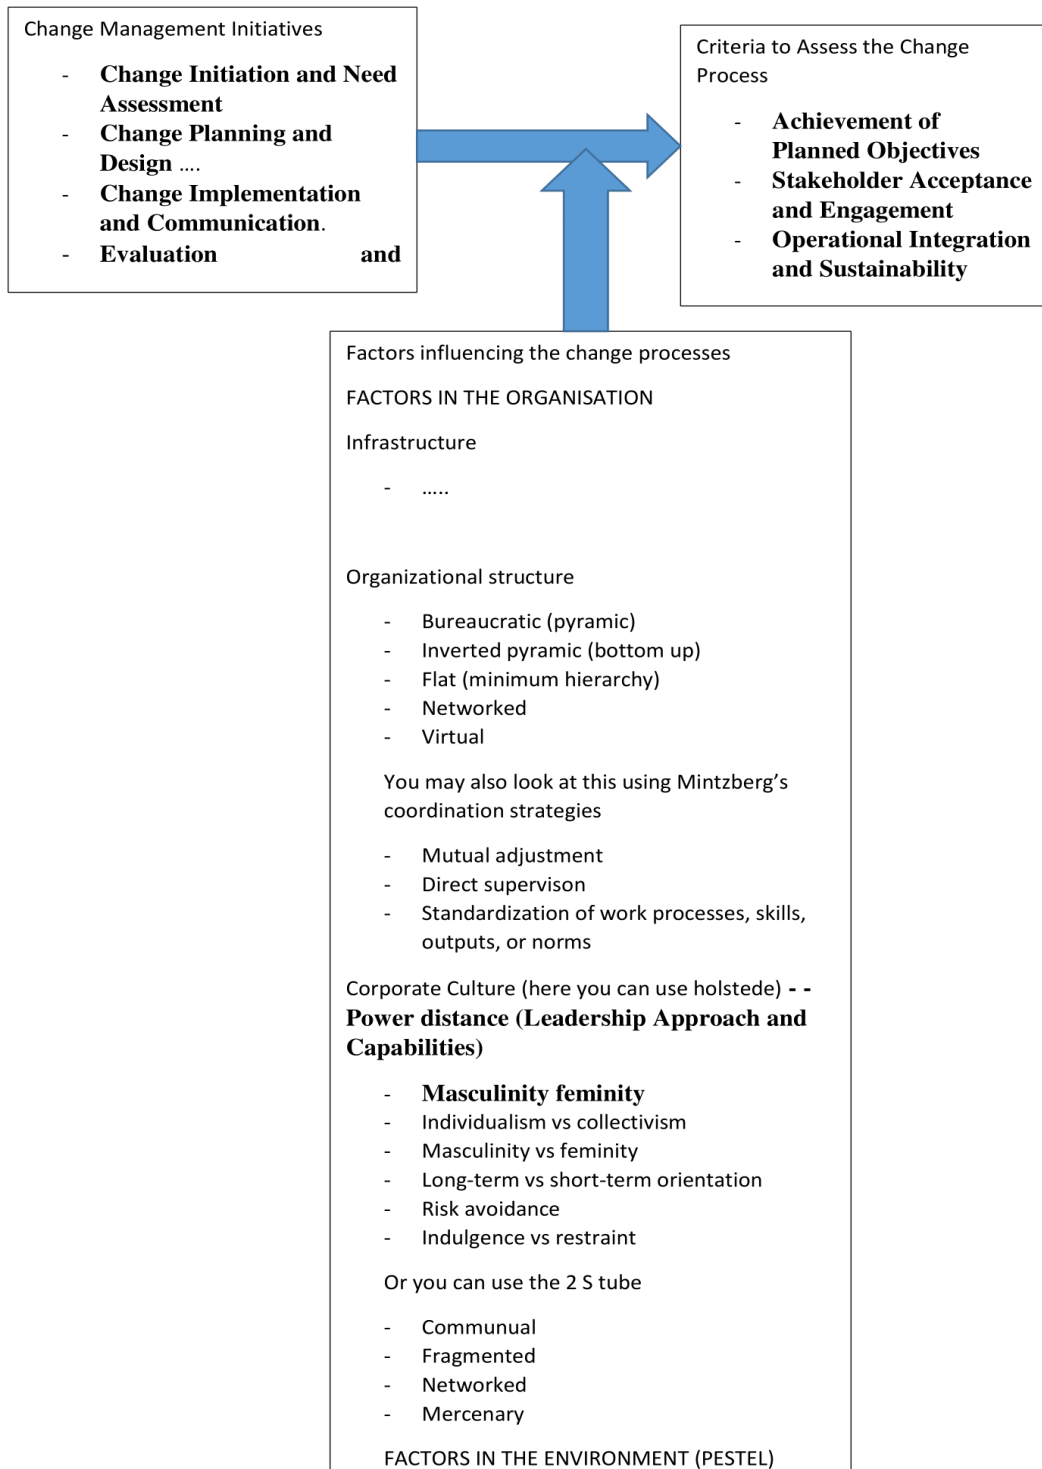 Change Management Initiatives
- Change Initiation and Need
Assessment
- Change Planning and
Design ....
- Change Implementation
and Communication.
- Evaluation and
Criteria to Assess the Change
Process
- Achievement of
Planned Objectives
- Stakeholder Acceptance
and Engagement
- Operational Integration
and Sustainability
Factors influencing the change processes
FACTORS IN THE ORGANISATION
Infrastructure
- .....
Organizational structure
- Bureaucratic (pyramic)
- Inverted pyramic (bottom up)
- Flat (minimum hierarchy)
- Networked
- Virtual
You may also look at this using Mintzberg’s
coordination strategies
- Mutual adjustment
- Direct supervison
- Standardization of work processes, skills,
outputs, or norms
Corporate Culture (here you can use holstede) - -
Power distance (Leadership Approach and
Capabilities)
- Masculinity feminity
- Individualism vs collectivism
- Masculinity vs feminity
- Long-term vs short-term orientation
- Risk avoidance
- Indulgence vs restraint
Or you can use the 2 S tube
- Communual
- Fragmented
- Networked
- Mercenary
FACTORS IN THE ENVIRONMENT (PESTEL)